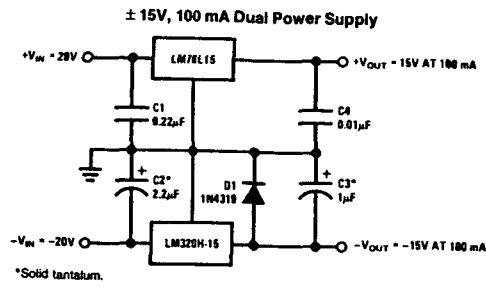 ± 15V, 100 mA Dual Power Supply
+VIN = 20V
LM78L15
+VOUT = 15V AT 100 mA
C1
0.22µF
C4
0.01µF
+
C2*
2.2µF
D1
1N4319
+
C3*
1µF
−VIN = −20V
LM320H-15
−VOUT = −15V AT 100 mA
*Solid tantalum.